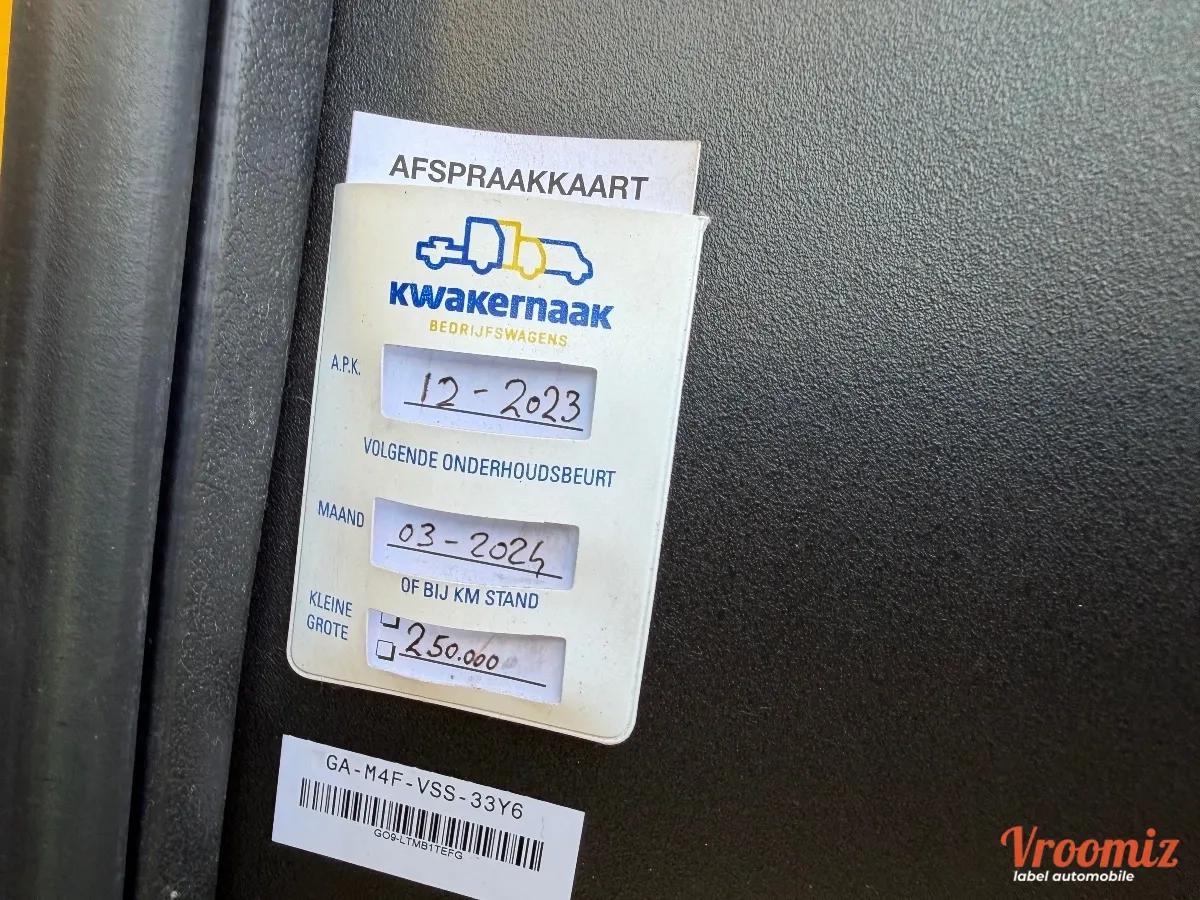 AFSPRAAKKAART
KWAKERNAAK
BEDRIJFSWAGENS
A.P.K. 12-2023
VOLGENDE ONDERHOUDSBEURT
MAAND 03-2024
OF BIJ KM STAND
KLEINE
GROTE 250.000
GA-M4F-VSS-33Y6
GO9-LTMB1TEFG
Vroomiz
label automobile